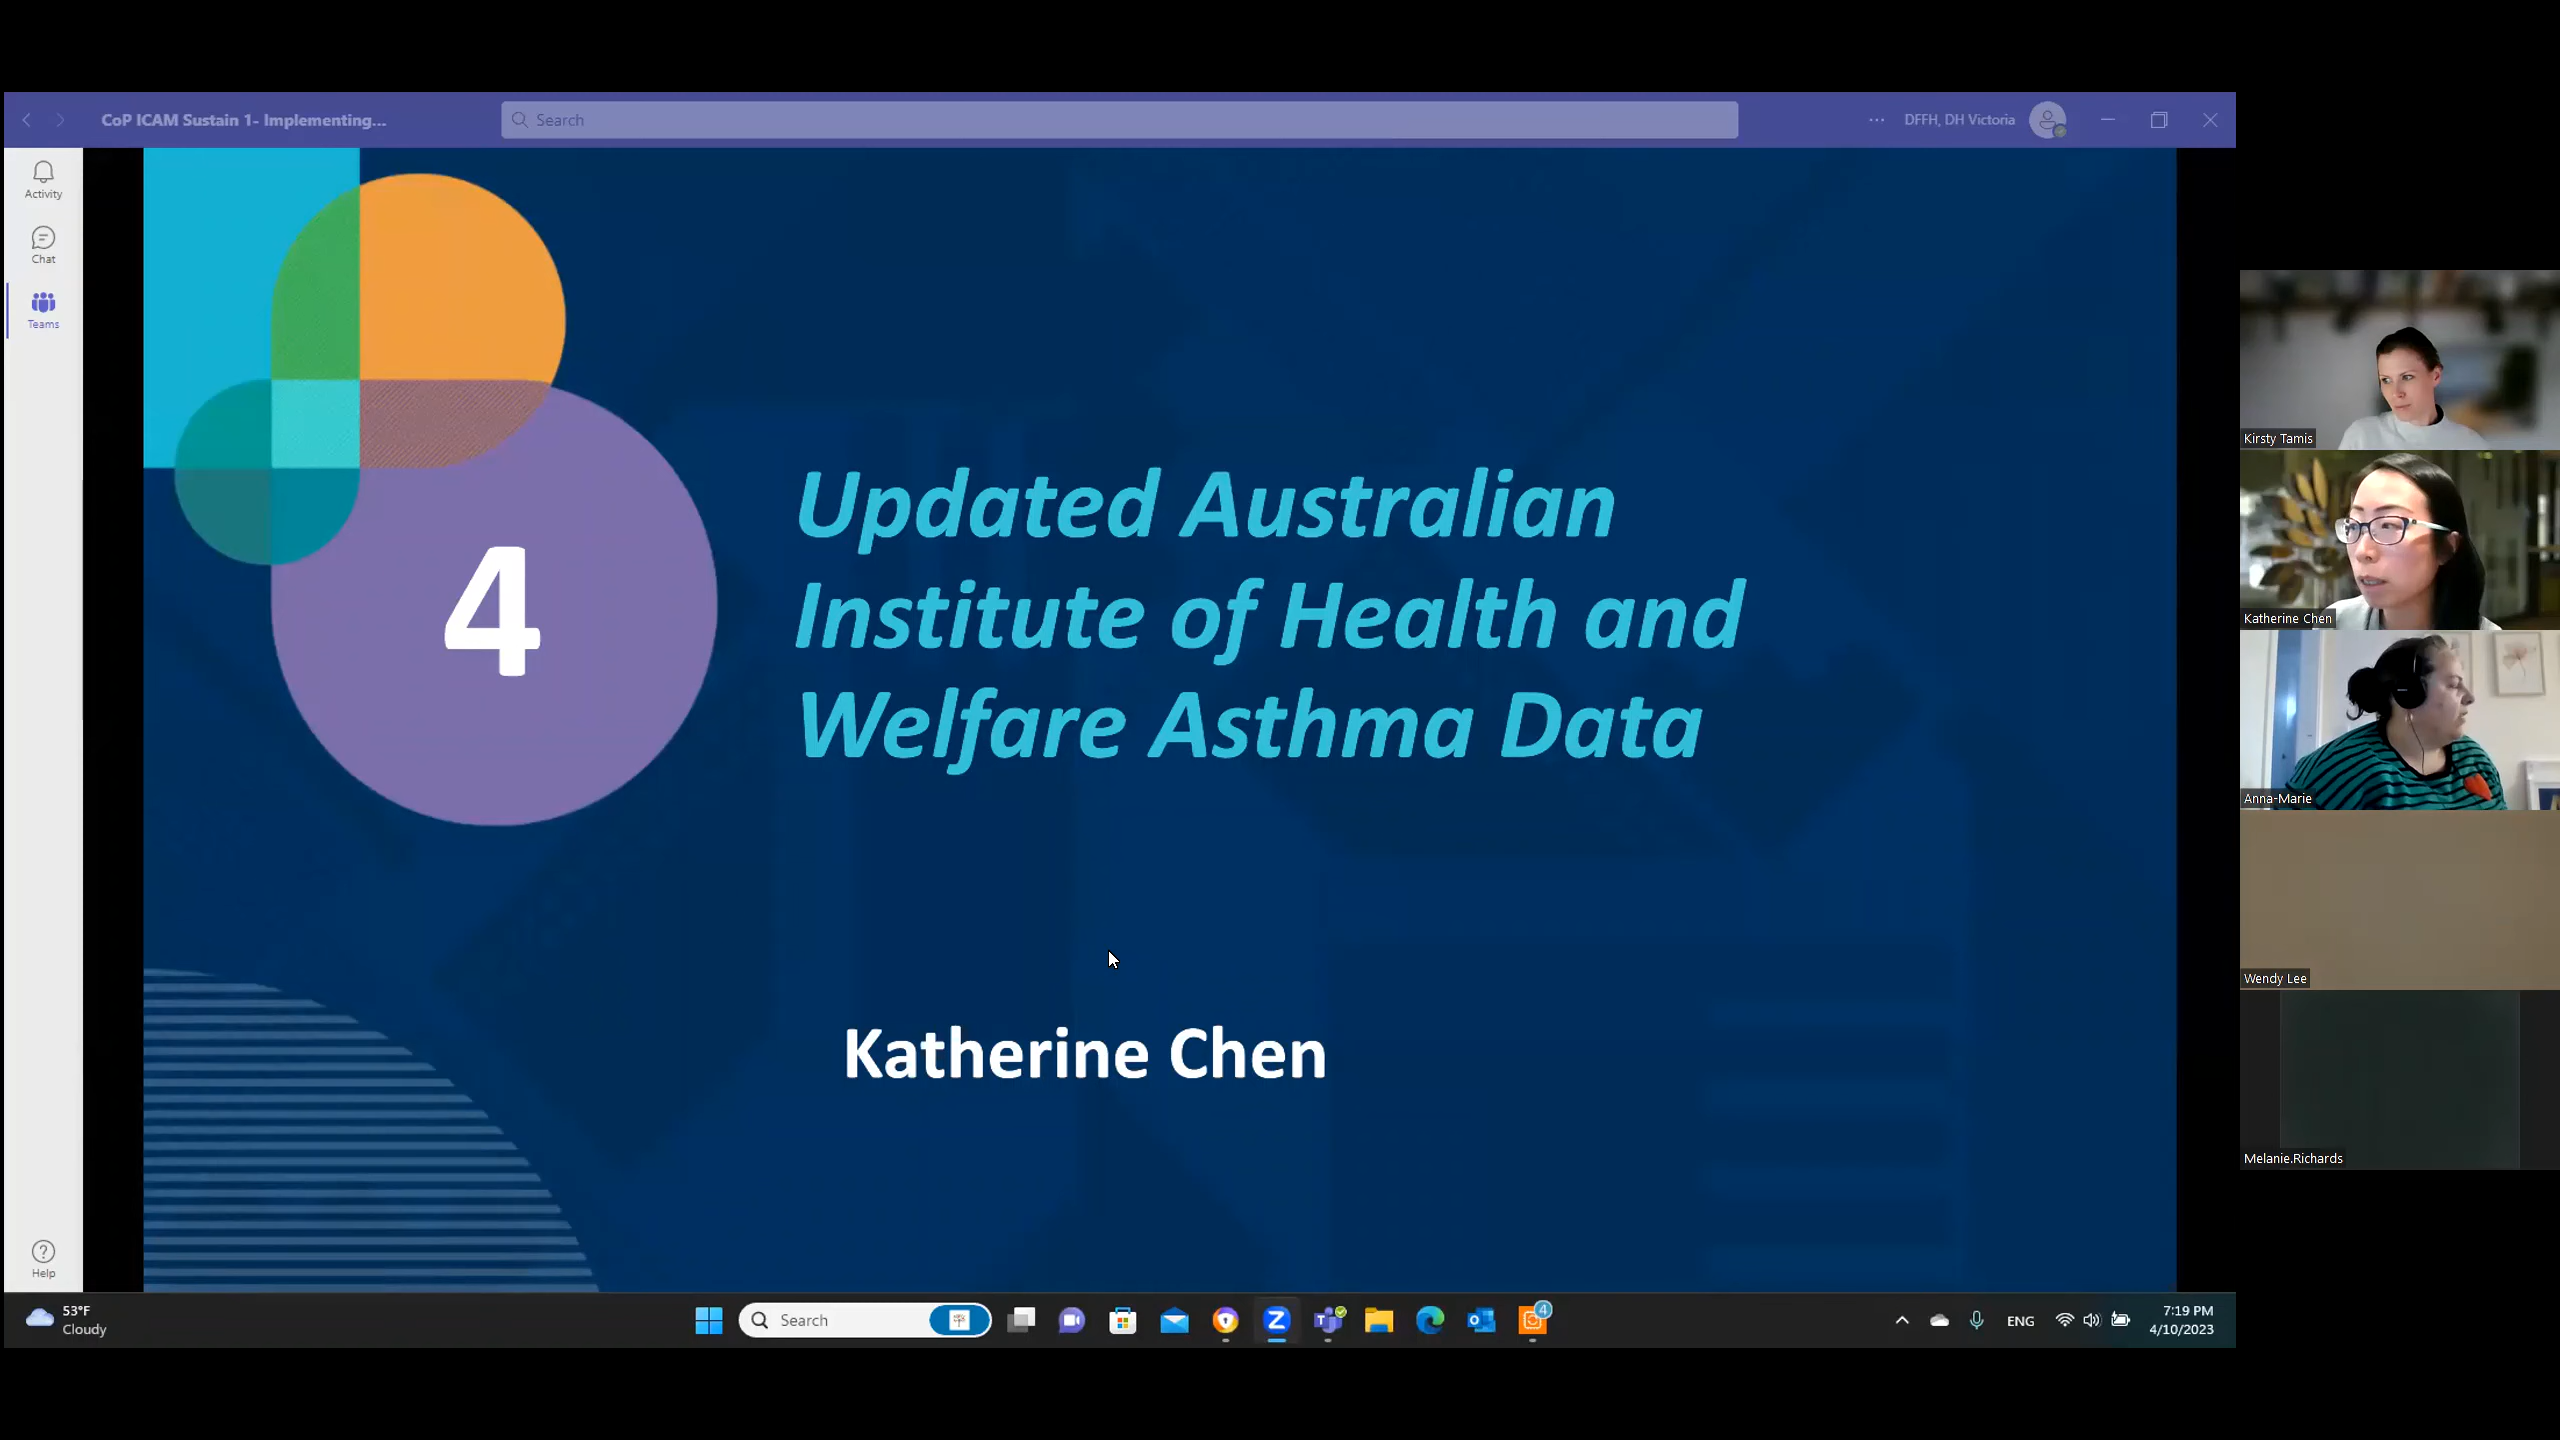 CoP ICAM Sustain 1- Implementing...
Search
DFFH, DH Victoria
Activity
Chat
Teams
4
Updated Australian
Institute of Health and
Welfare Asthma Data
Katherine Chen
Help
Kirsty Tamis
Katherine Chen
Anna-Marie
Wendy Lee
Melanie.Richards
53°F
Cloudy
Search
4
ENG
7:19 PM
4/10/2023